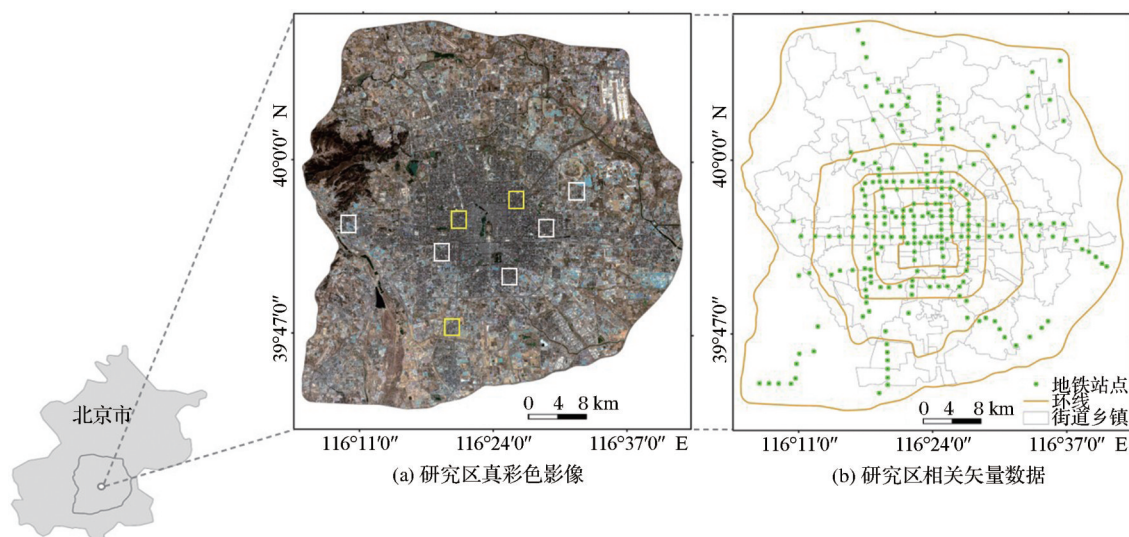 北京市
40°0′0″ N
39°47′0″
0 4 8 km
116°11′0″ 116°24′0″ 116°37′0″ E
(a) 研究区真彩色影像
40°0′0″ N
39°47′0″
地铁站点
环线
街道乡镇
0 4 8 km
116°11′0″ 116°24′0″ 116°37′0″ E
(b) 研究区相关矢量数据